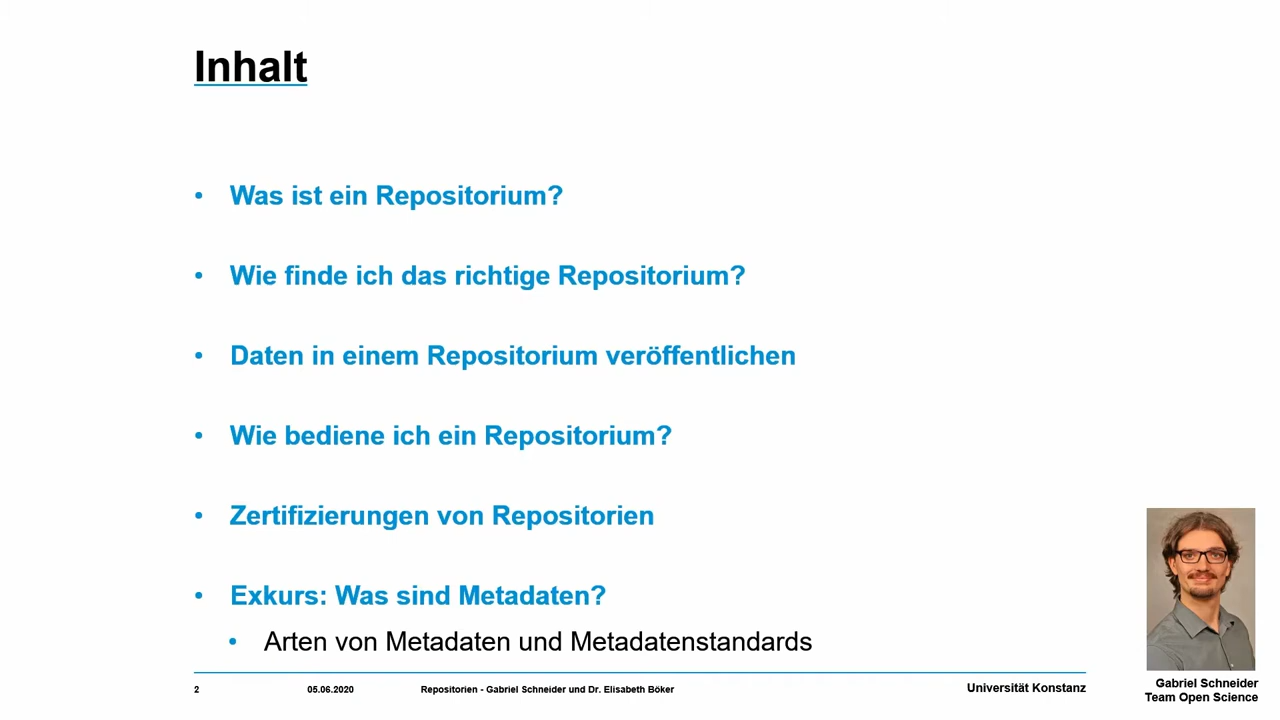 Inhalt
• Was ist ein Repositorium?
• Wie finde ich das richtige Repositorium?
• Daten in einem Repositorium veröffentlichen
• Wie bediene ich ein Repositorium?
• Zertifizierungen von Repositorien
• Exkurs: Was sind Metadaten?
• Arten von Metadaten und Metadatenstandards
2 05.06.2020 Repositorien - Gabriel Schneider und Dr. Elisabeth Böker Universität Konstanz
Gabriel Schneider
Team Open Science